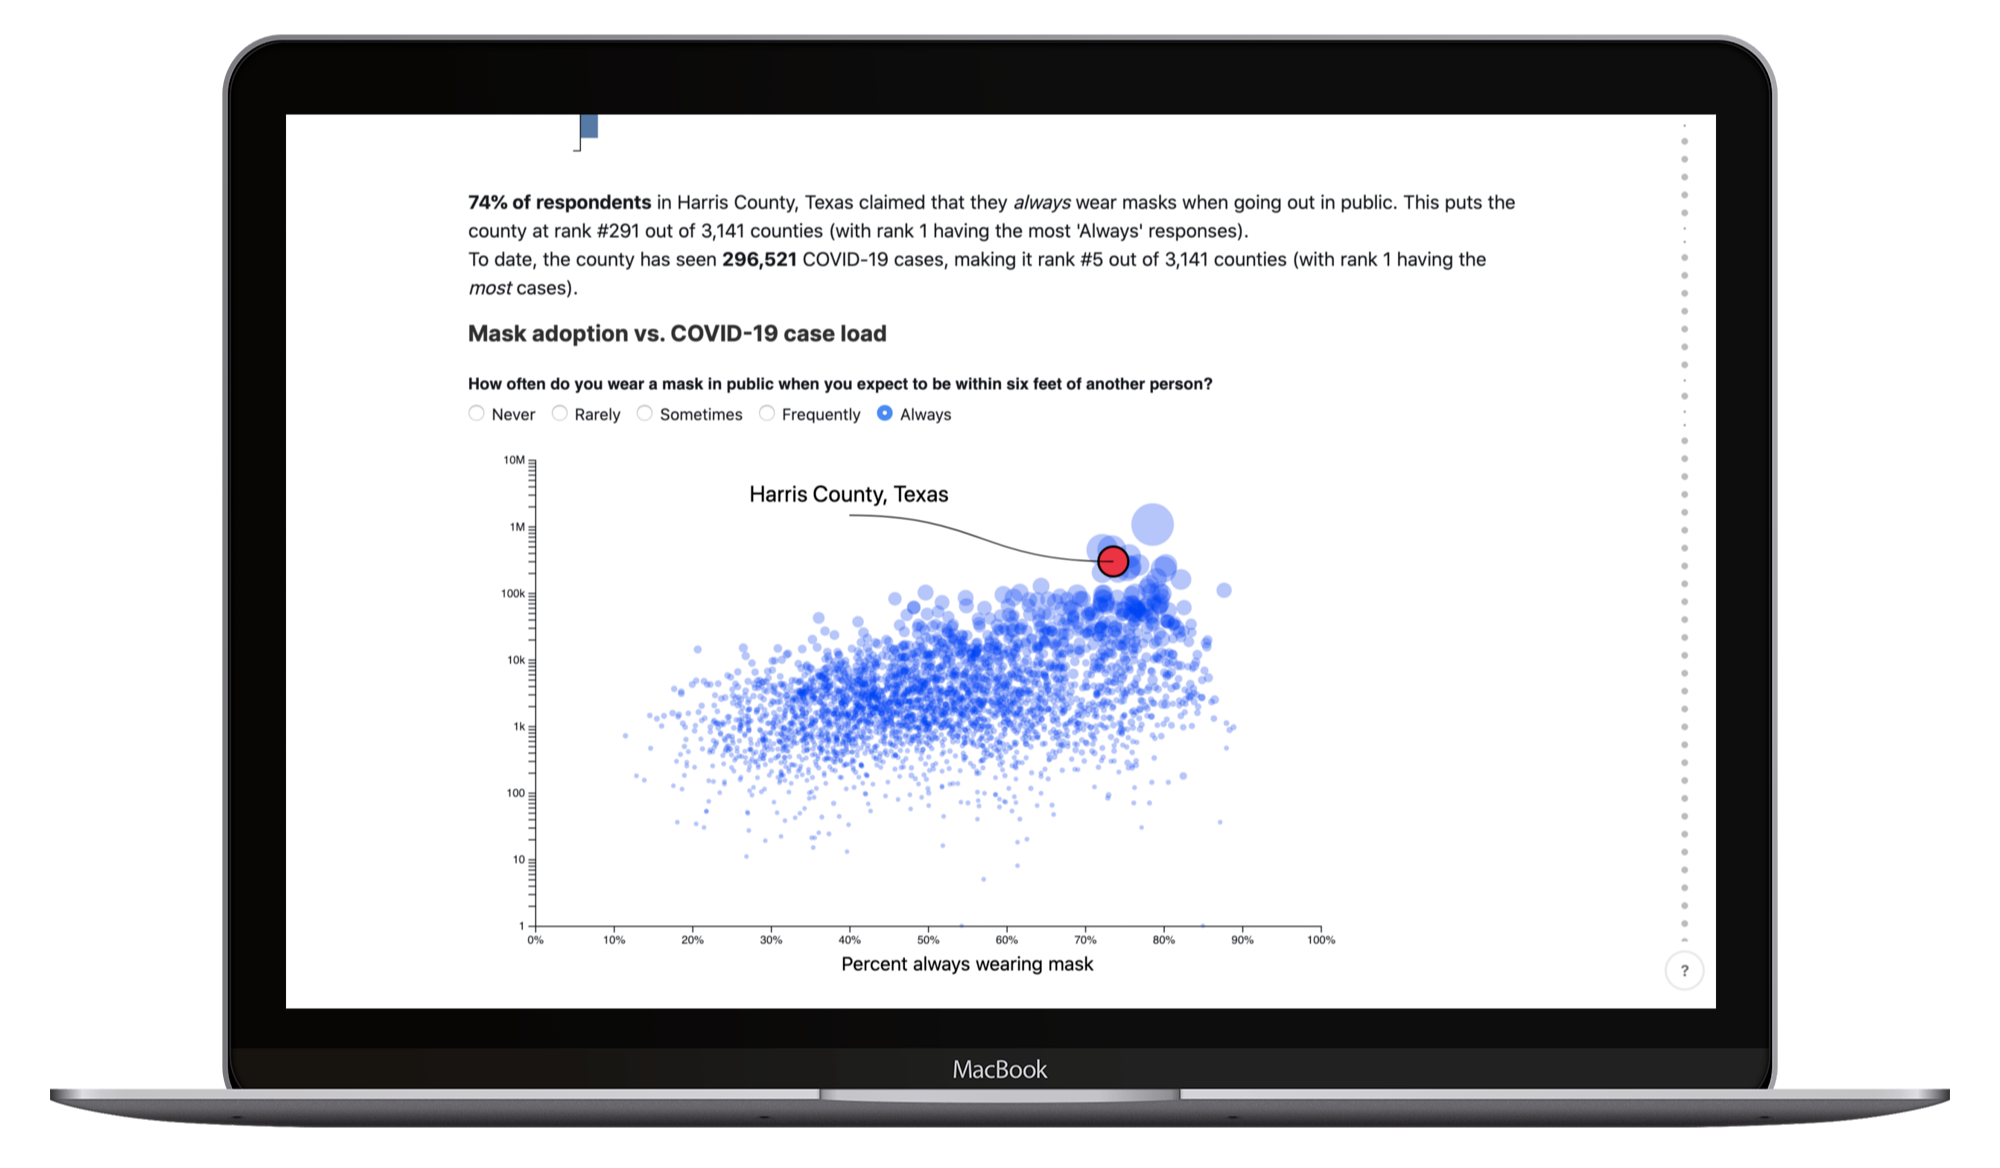 74% of respondents in Harris County, Texas claimed that they always wear masks when going out in public. This puts the
county at rank #291 out of 3,141 counties (with rank 1 having the most 'Always' responses).
To date, the county has seen 296,521 COVID-19 cases, making it rank #5 out of 3,141 counties (with rank 1 having the
most cases).
Mask adoption vs. COVID-19 case load
How often do you wear a mask in public when you expect to be within six feet of another person?
Never Rarely Sometimes Frequently Always
10M
Harris County, Texas
1M
100k
10k
1k
100
10
1
0% 10% 20% 30% 40% 50% 60% 70% 80% 90% 100%
Percent always wearing mask
?
MacBook